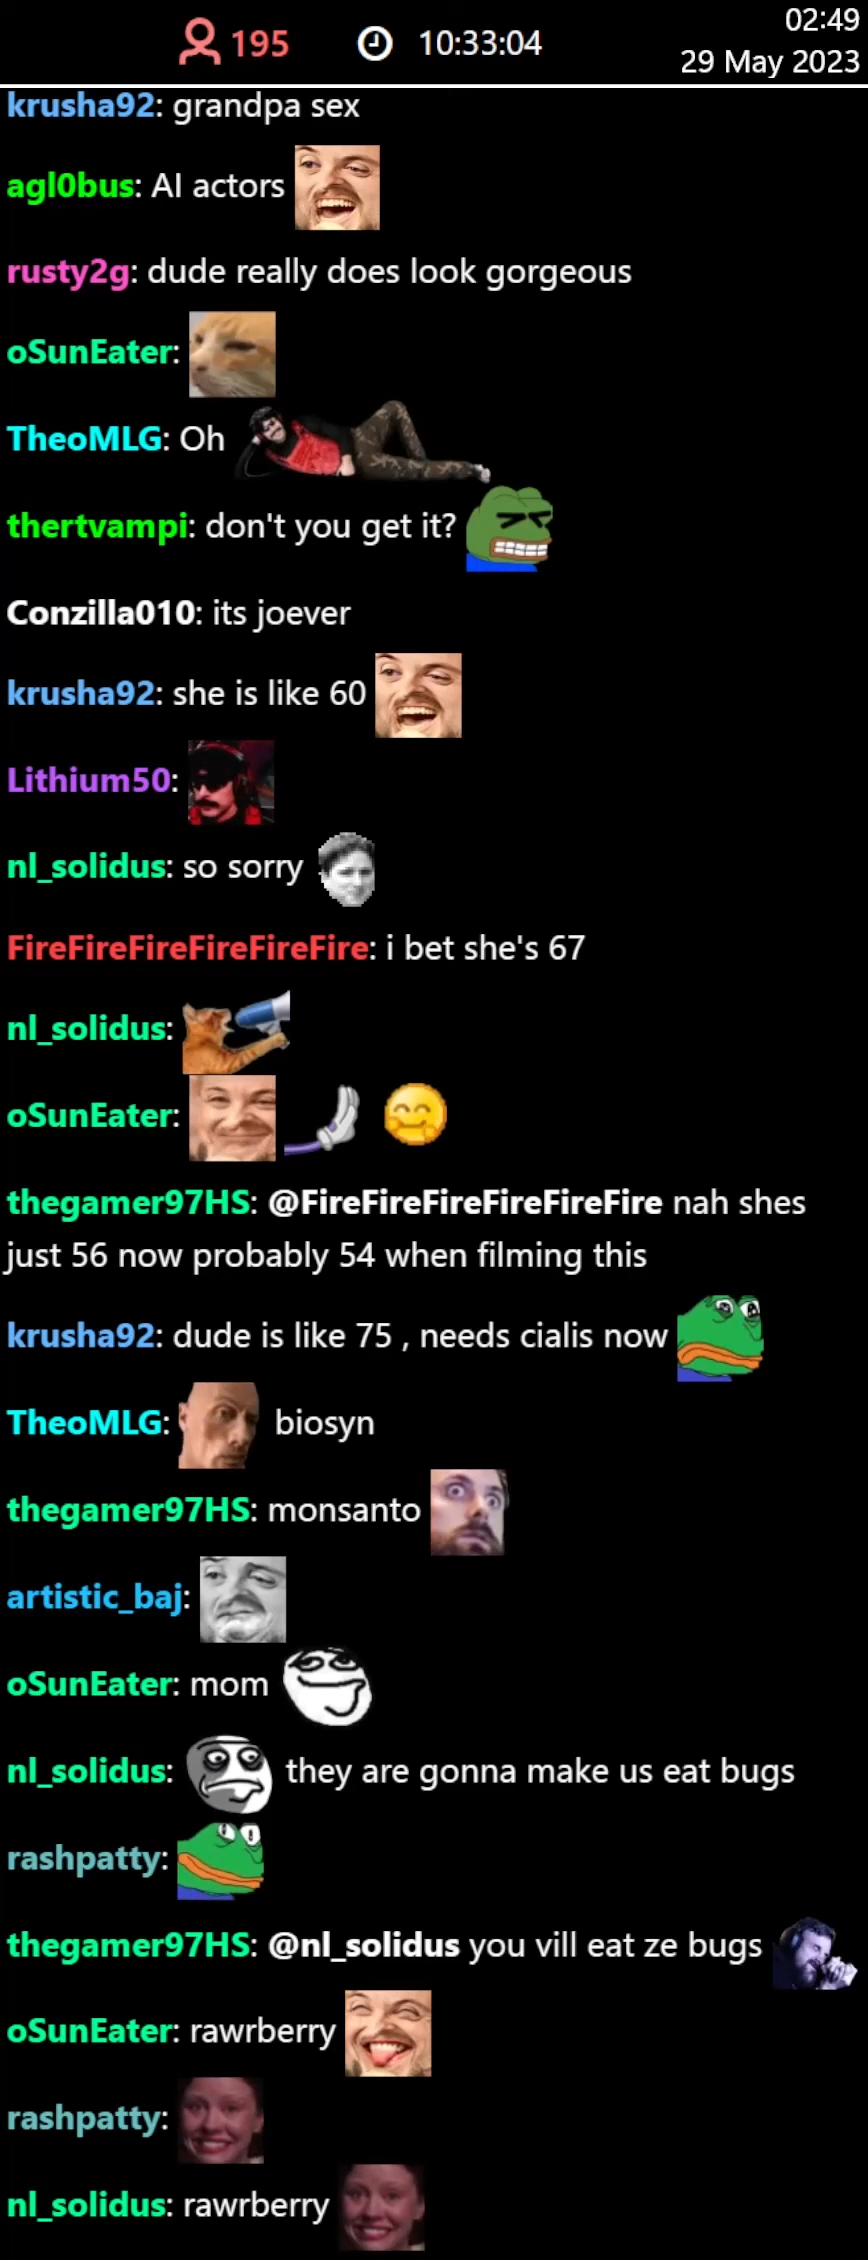 195 10:33:04 02:49
29 May 2023
krusha92: grandpa sex
agl0bus: AI actors
rusty2g: dude really does look gorgeous
oSunEater:
TheoMLG: Oh
thertvampi: don't you get it?
Conzilla010: its joever
krusha92: she is like 60
Lithium50:
nl_solidus: so sorry
FireFireFireFireFireFire: i bet she's 67
nl_solidus:
oSunEater:
thegamer97HS: @FireFireFireFireFireFire nah shes
just 56 now probably 54 when filming this
krusha92: dude is like 75 , needs cialis now
TheoMLG: biosyn
thegamer97HS: monsanto
artistic_baj:
oSunEater: mom
nl_solidus: they are gonna make us eat bugs
rashpatty:
thegamer97HS: @nl_solidus you vill eat ze bugs
oSunEater: rawrberry
rashpatty:
nl_solidus: rawrberry